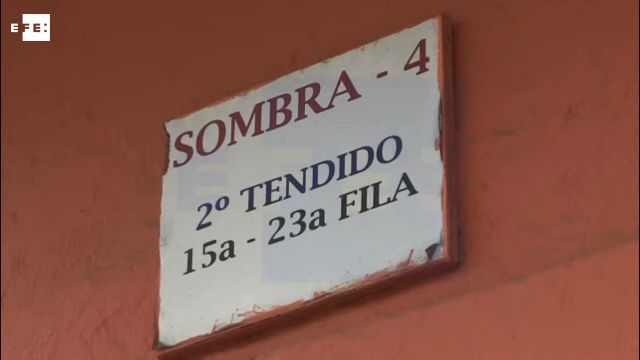 EFE:
SOMBRA - 4
2º TENDIDO
15a - 23a FILA